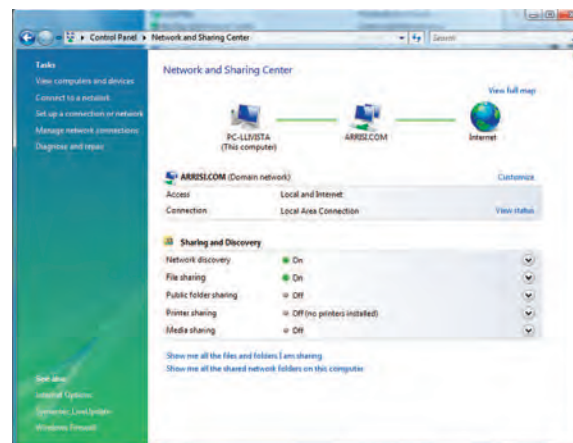 Control Panel ▸ Network and Sharing Center
Search
Tasks
View computers and devices
Connect to a network
Set up a connection or network
Manage network connections
Diagnose and repair
Network and Sharing Center
View full map
PC-LLIVISTA
(This computer)
ARRISI.COM
Internet
ARRISI.COM (Domain network)
Customize
Access Local and Internet
Connection Local Area Connection View status
Sharing and Discovery
Network discovery On
File sharing On
Public folder sharing Off
Printer sharing Off (no printers installed)
Media sharing Off
Show me all the files and folders I am sharing
Show me all the shared network folders on this computer
See also
Internet Options
Symantec LiveUpdate
Windows Firewall